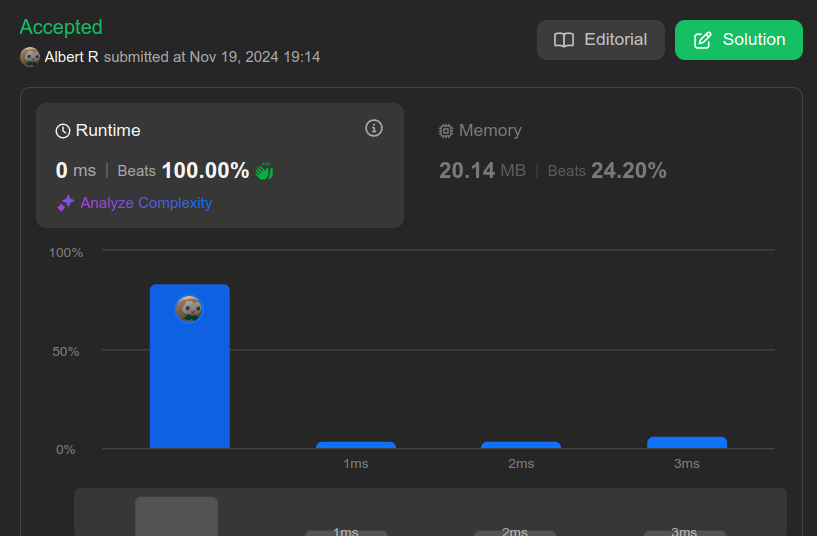 Accepted
Albert R submitted at Nov 19, 2024 19:14
Editorial
Solution
Runtime
0 ms | Beats 100.00%
Analyze Complexity
Memory
20.14 MB | Beats 24.20%
100%
50%
0%
1ms 2ms 3ms
1ms 2ms 3ms